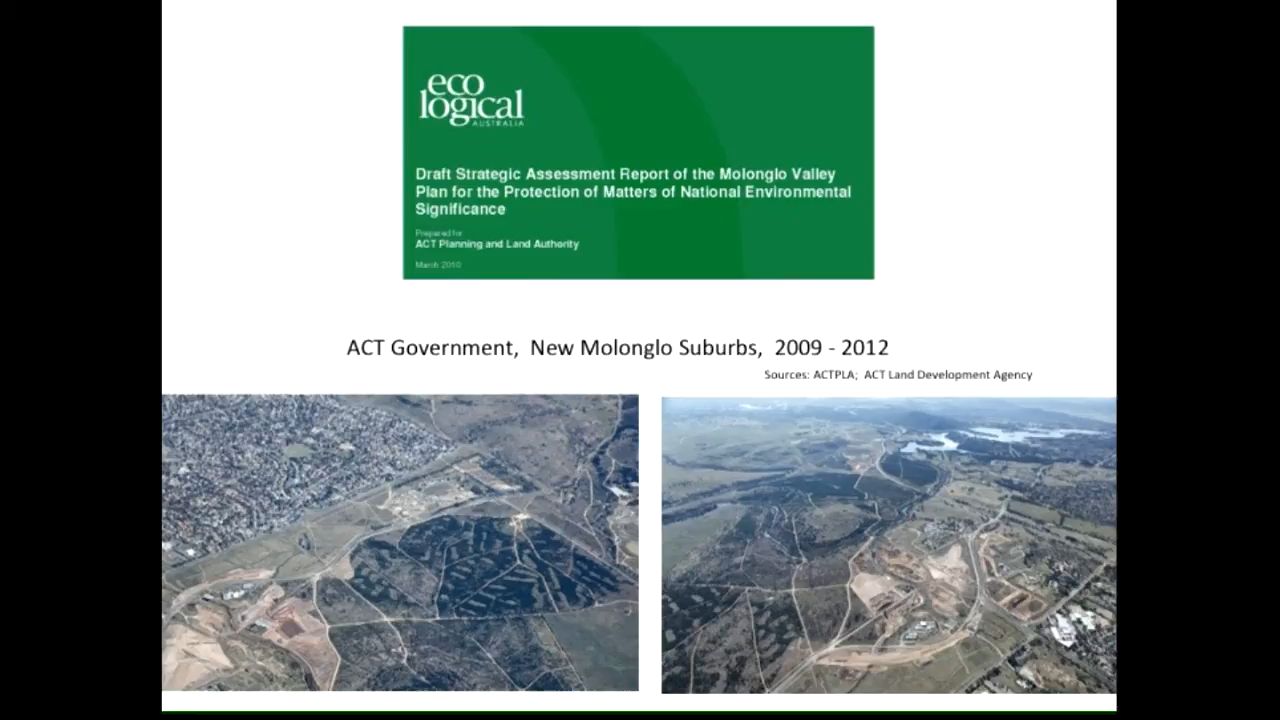 eco
logical
AUSTRALIA
Draft Strategic Assessment Report of the Molonglo Valley
Plan for the Protection of Matters of National Environmental
Significance
Prepared for
ACT Planning and Land Authority
March 2010
ACT Government,  New Molonglo Suburbs,  2009 - 2012
Sources: ACTPLA;  ACT Land Development Agency